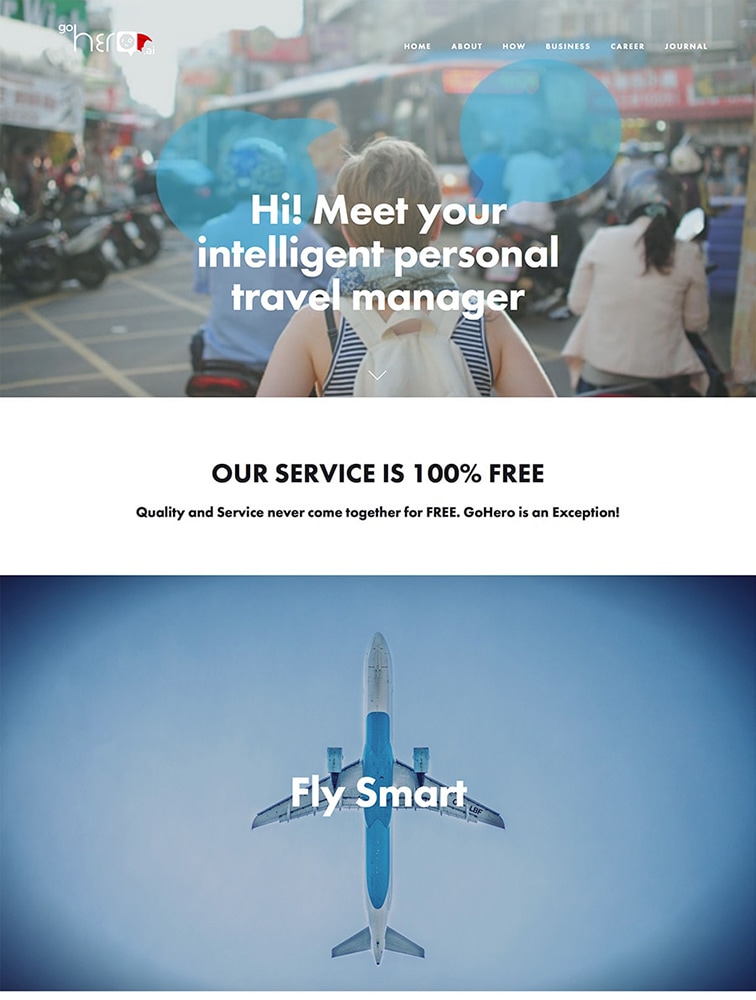 go
hero
.ai
HOME ABOUT HOW BUSINESS CAREER JOURNAL
Hi! Meet your
intelligent personal
travel manager
OUR SERVICE IS 100% FREE
Quality and Service never come together for FREE. GoHero is an Exception!
Fly Smart